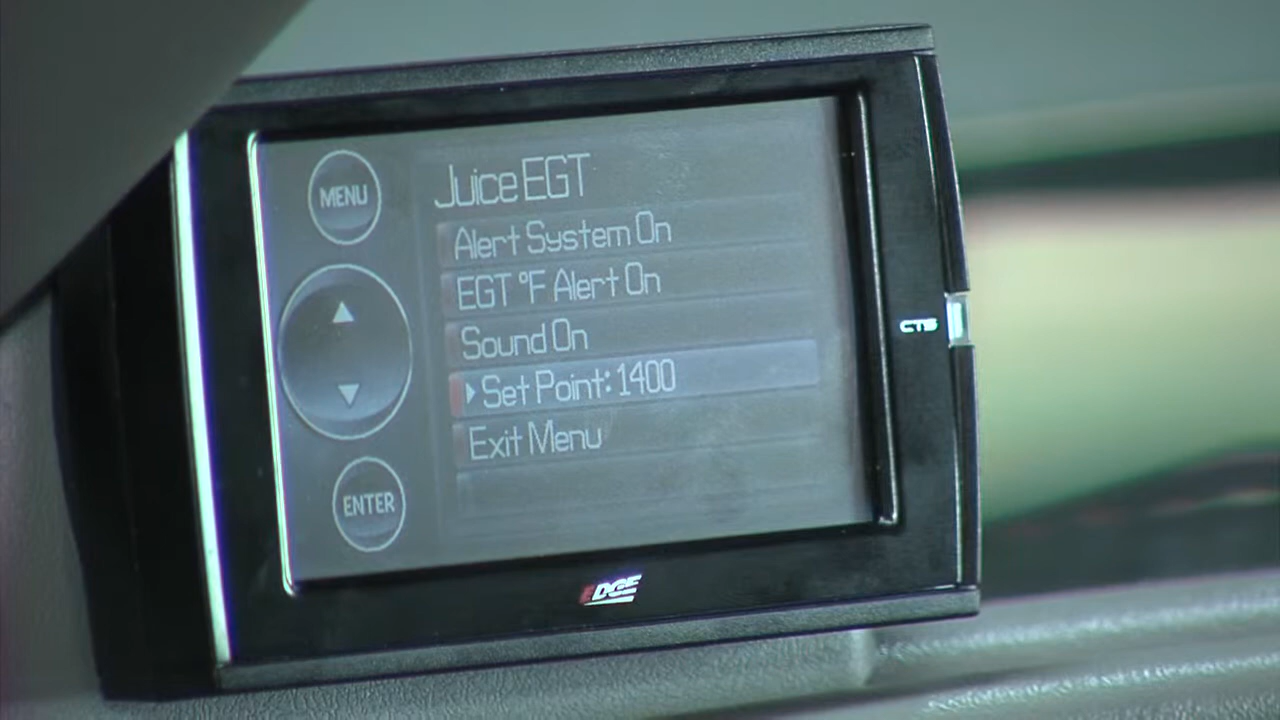 MENU
Juice EGT
Alert System On
EGT °F Alert On
Sound On
Set Point: 1400
Exit Menu
ENTER
CTS
EDGE